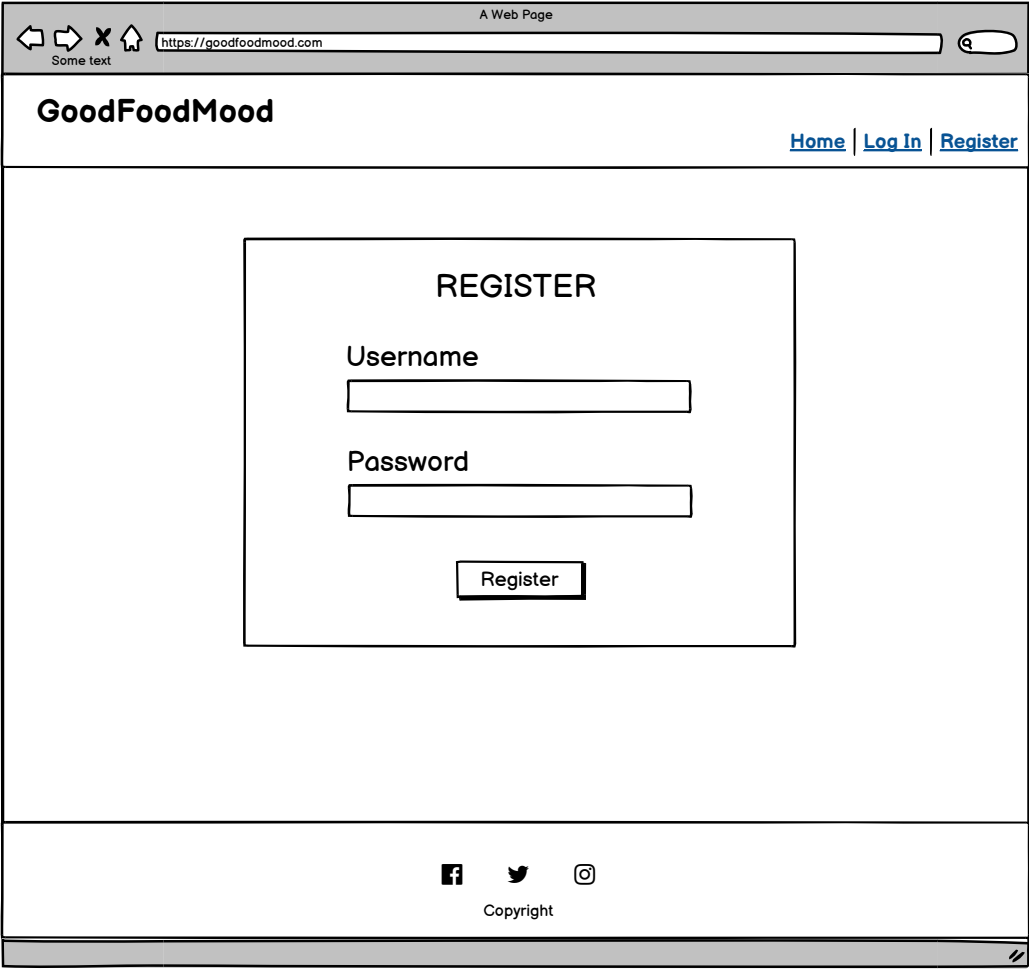 A Web Page
https://goodfoodmood.com
Some text
GoodFoodMood
Home | Log In | Register
REGISTER
Username
Password
Register
Copyright